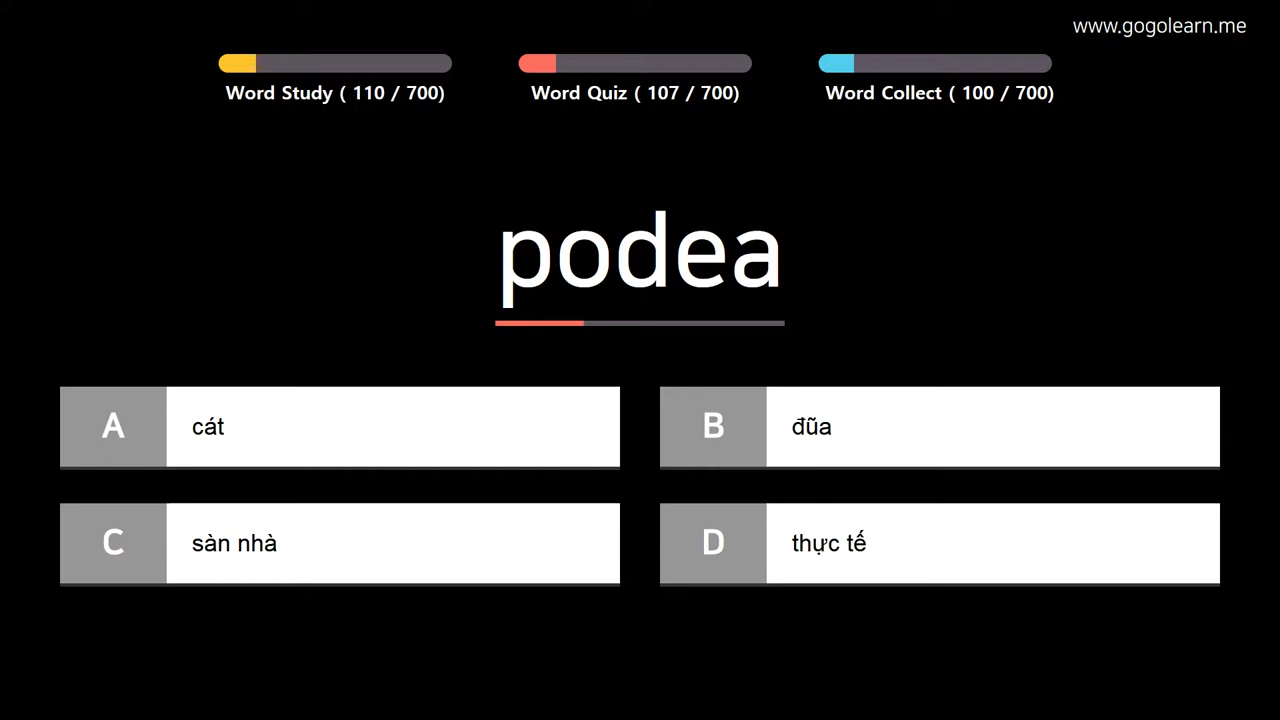 www.gogolearn.me
Word Study ( 110 / 700)
Word Quiz ( 107 / 700)
Word Collect ( 100 / 700)
podea
A
cát
B
đũa
C
sàn nhà
D
thực tế